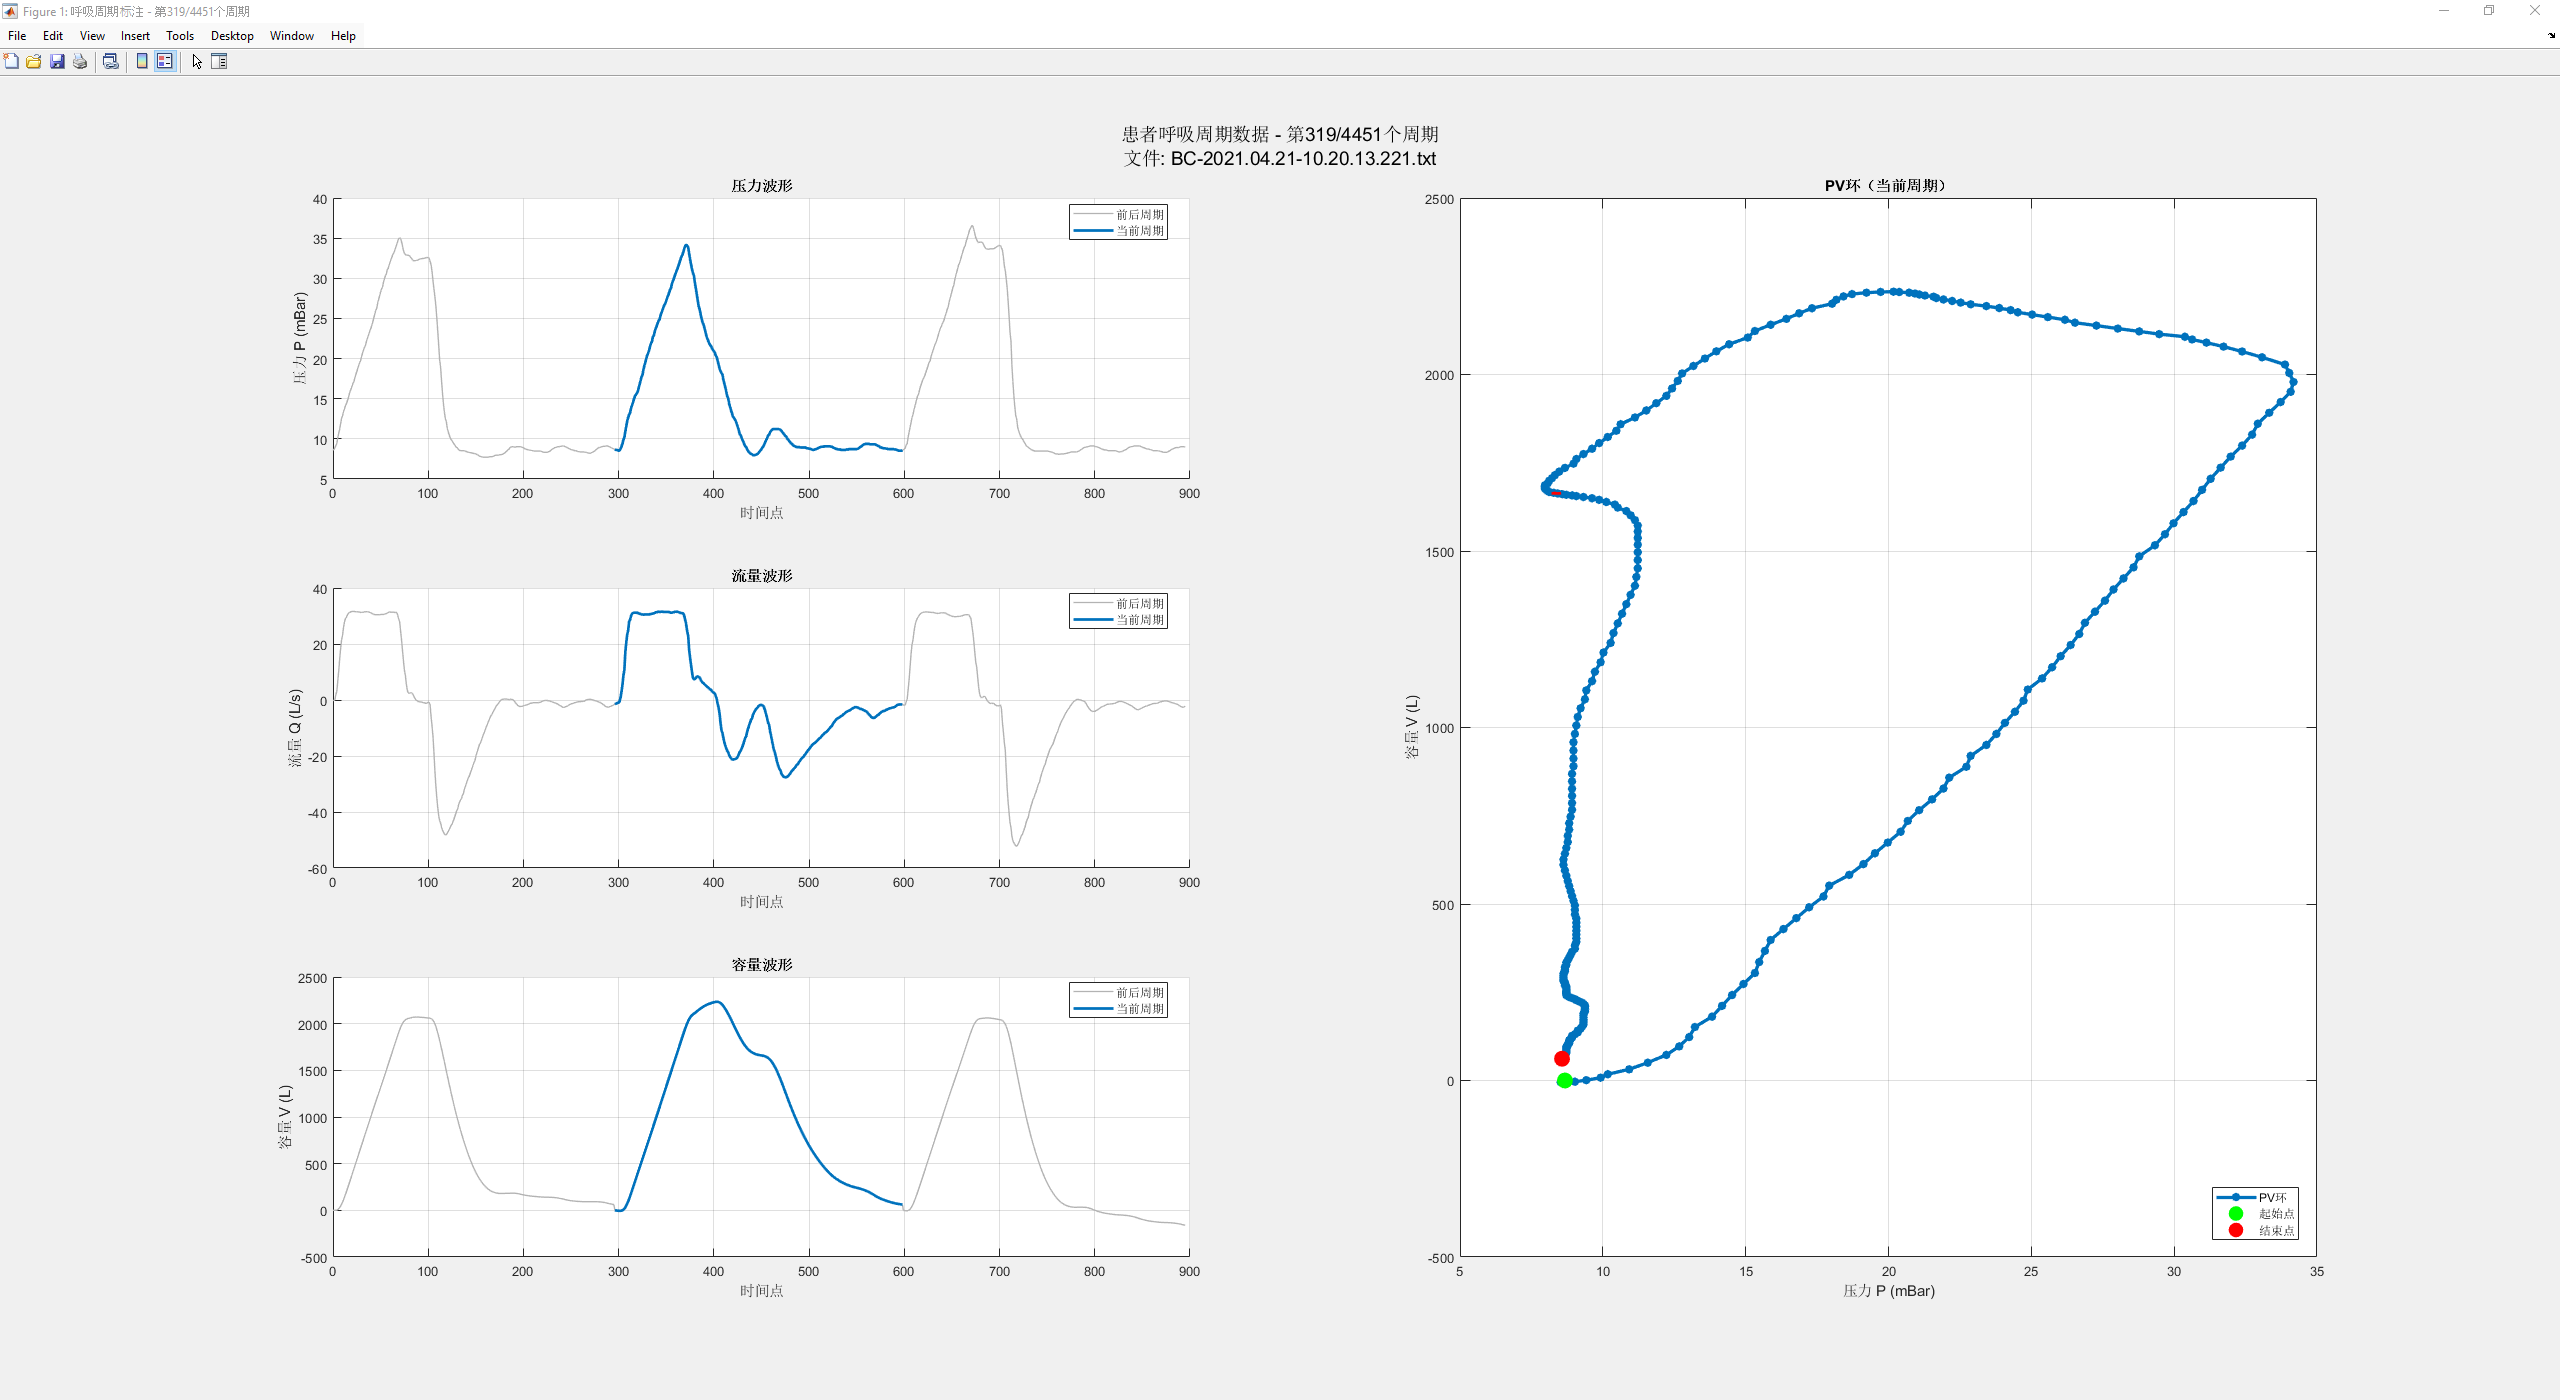 Figure 1: 呼吸周期标注 - 第319/4451个周期
File Edit View Insert Tools Desktop Window Help
患者呼吸周期数据 - 第319/4451个周期
文件: BC-2021.04.21-10.20.13.221.txt
压力波形
40
35
30
25
20
15
10
5
压力 P (mBar)
0 100 200 300 400 500 600 700 800 900
时间点
前后周期
当前周期
流量波形
40
20
0
-20
-40
-60
流量 Q (L/s)
0 100 200 300 400 500 600 700 800 900
时间点
前后周期
当前周期
容量波形
2500
2000
1500
1000
500
0
-500
容量 V (L)
0 100 200 300 400 500 600 700 800 900
时间点
前后周期
当前周期
PV环（当前周期）
2500
2000
1500
1000
500
0
-500
容量 V (L)
5 10 15 20 25 30 35
压力 P (mBar)
PV环
起始点
结束点